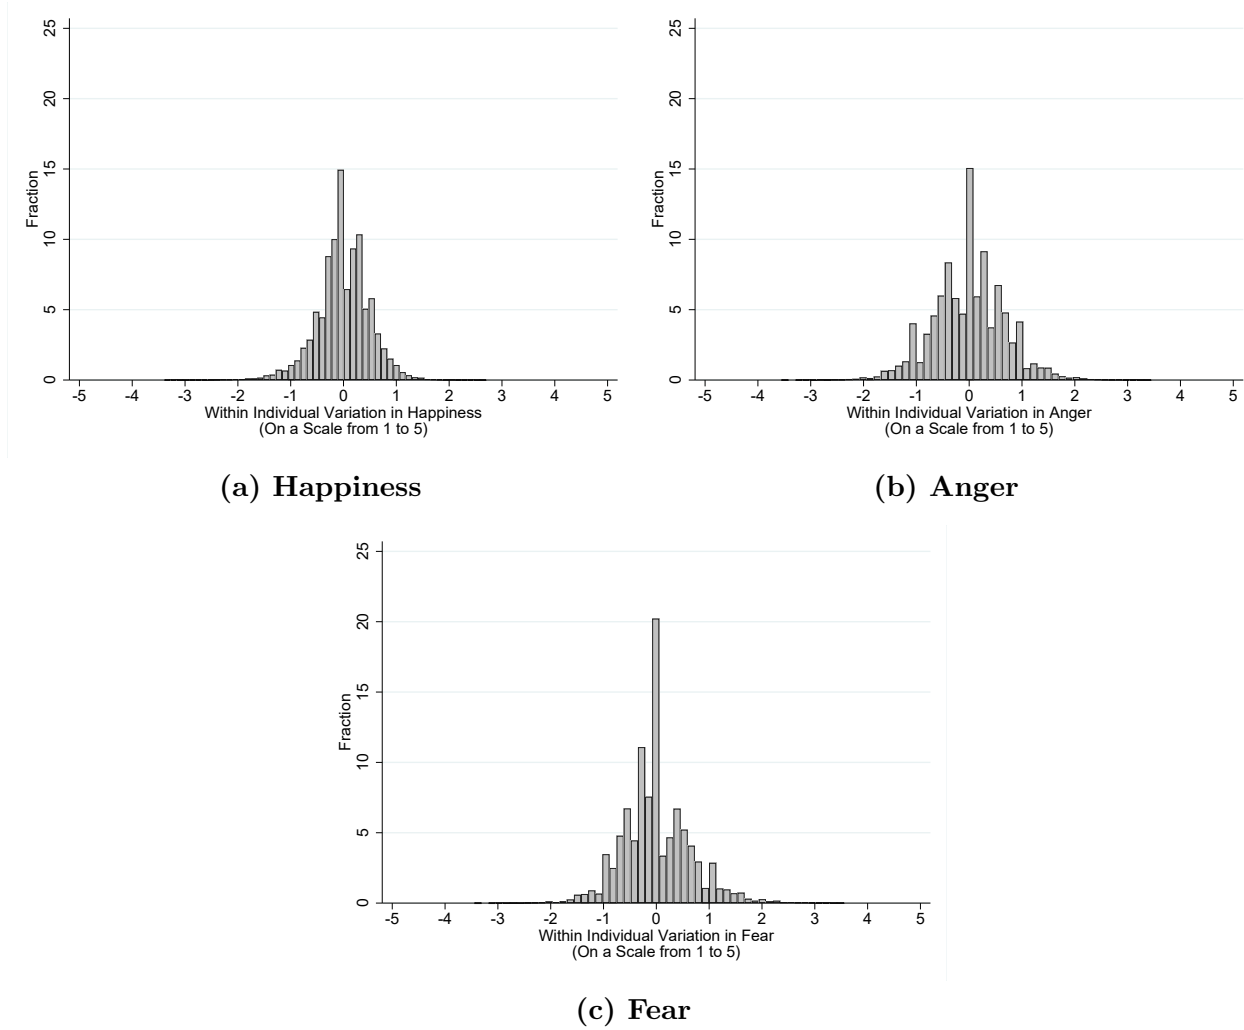 25
20
15
10
5
0
Fraction
-5 -4 -3 -2 -1 0 1 2 3 4 5
Within Individual Variation in Happiness
(On a Scale from 1 to 5)
(a) Happiness
25
20
15
10
5
0
Fraction
-5 -4 -3 -2 -1 0 1 2 3 4 5
Within Individual Variation in Anger
(On a Scale from 1 to 5)
(b) Anger
25
20
15
10
5
0
Fraction
-5 -4 -3 -2 -1 0 1 2 3 4 5
Within Individual Variation in Fear
(On a Scale from 1 to 5)
(c) Fear